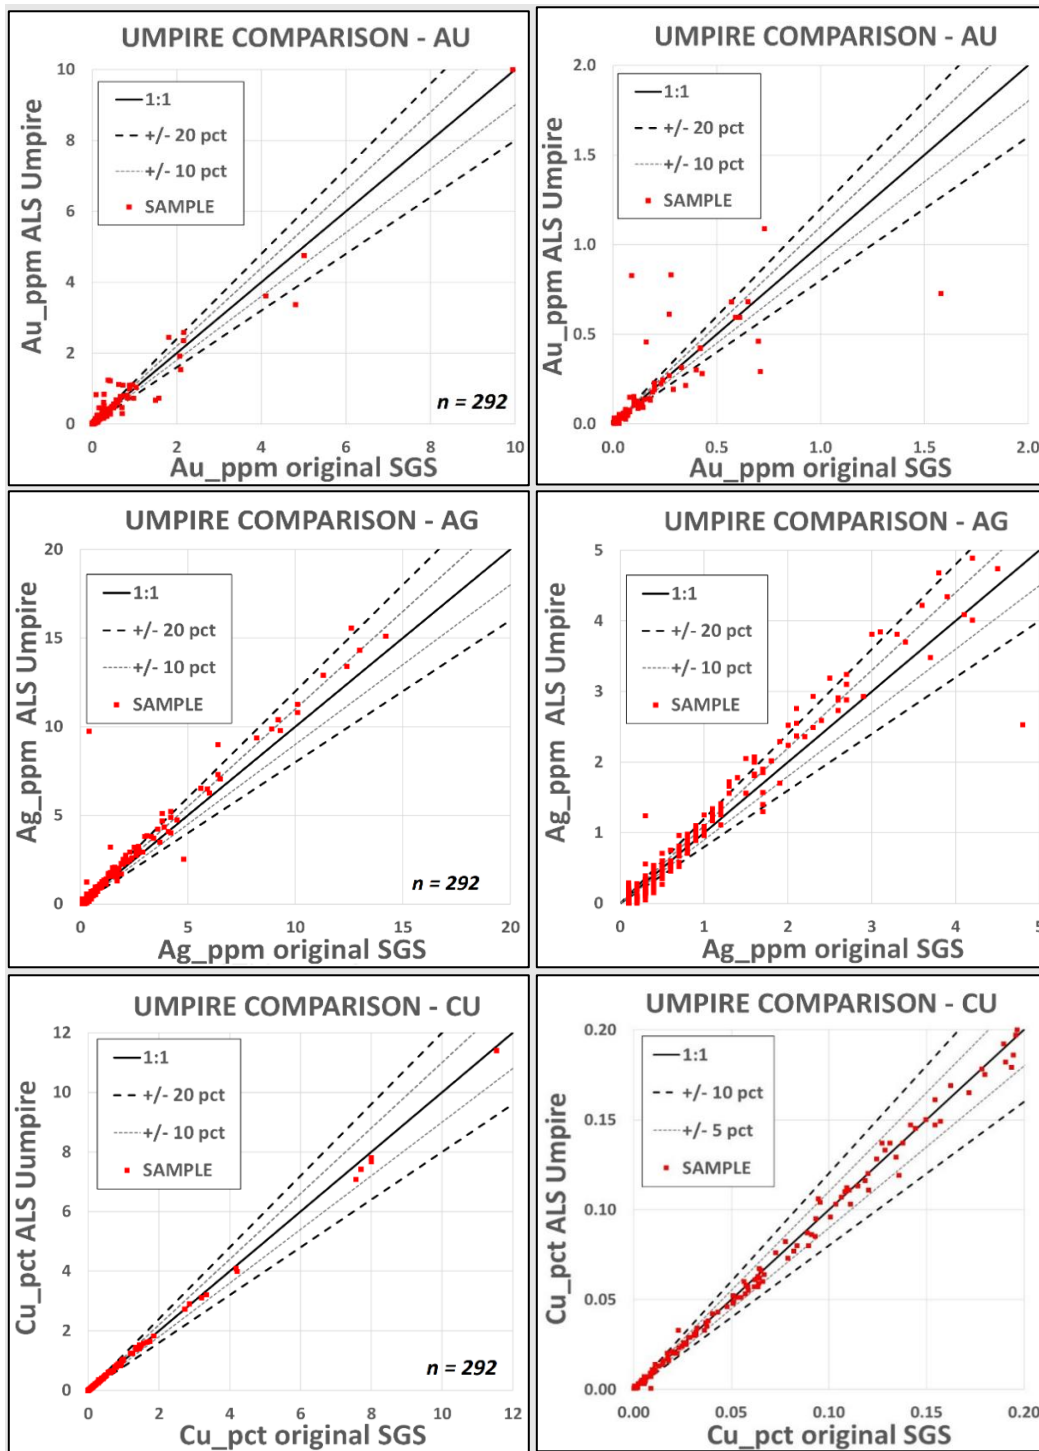 UMPIRE COMPARISON - AU
Au_ppm ALS Umpire
10
8
6
4
2
0
1:1
+/- 20 pct
+/- 10 pct
SAMPLE
n = 292
0 2 4 6 8 10
Au_ppm original SGS
UMPIRE COMPARISON - AU
Au_ppm ALS Umpire
2.0
1.5
1.0
0.5
0.0
1:1
+/- 20 pct
+/- 10 pct
SAMPLE
0.0 0.5 1.0 1.5 2.0
Au_ppm original SGS
UMPIRE COMPARISON - AG
Ag_ppm ALS Umpire
20
15
10
5
0
1:1
+/- 20 pct
+/- 10 pct
SAMPLE
n = 292
0 5 10 15 20
Ag_ppm original SGS
UMPIRE COMPARISON - AG
Ag_ppm ALS Umpire
5
4
3
2
1
0
1:1
+/- 20 pct
+/- 10 pct
SAMPLE
0 1 2 3 4 5
Ag_ppm original SGS
UMPIRE COMPARISON - CU
Cu_pct ALS Uumpire
12
10
8
6
4
2
0
1:1
+/- 20 pct
+/- 10 pct
SAMPLE
n = 292
0 2 4 6 8 10 12
Cu_pct original SGS
UMPIRE COMPARISON - CU
Cu_pct ALS Umpire
0.20
0.15
0.10
0.05
0.00
1:1
+/- 10 pct
+/- 5 pct
SAMPLE
0.00 0.05 0.10 0.15 0.20
Cu_pct original SGS